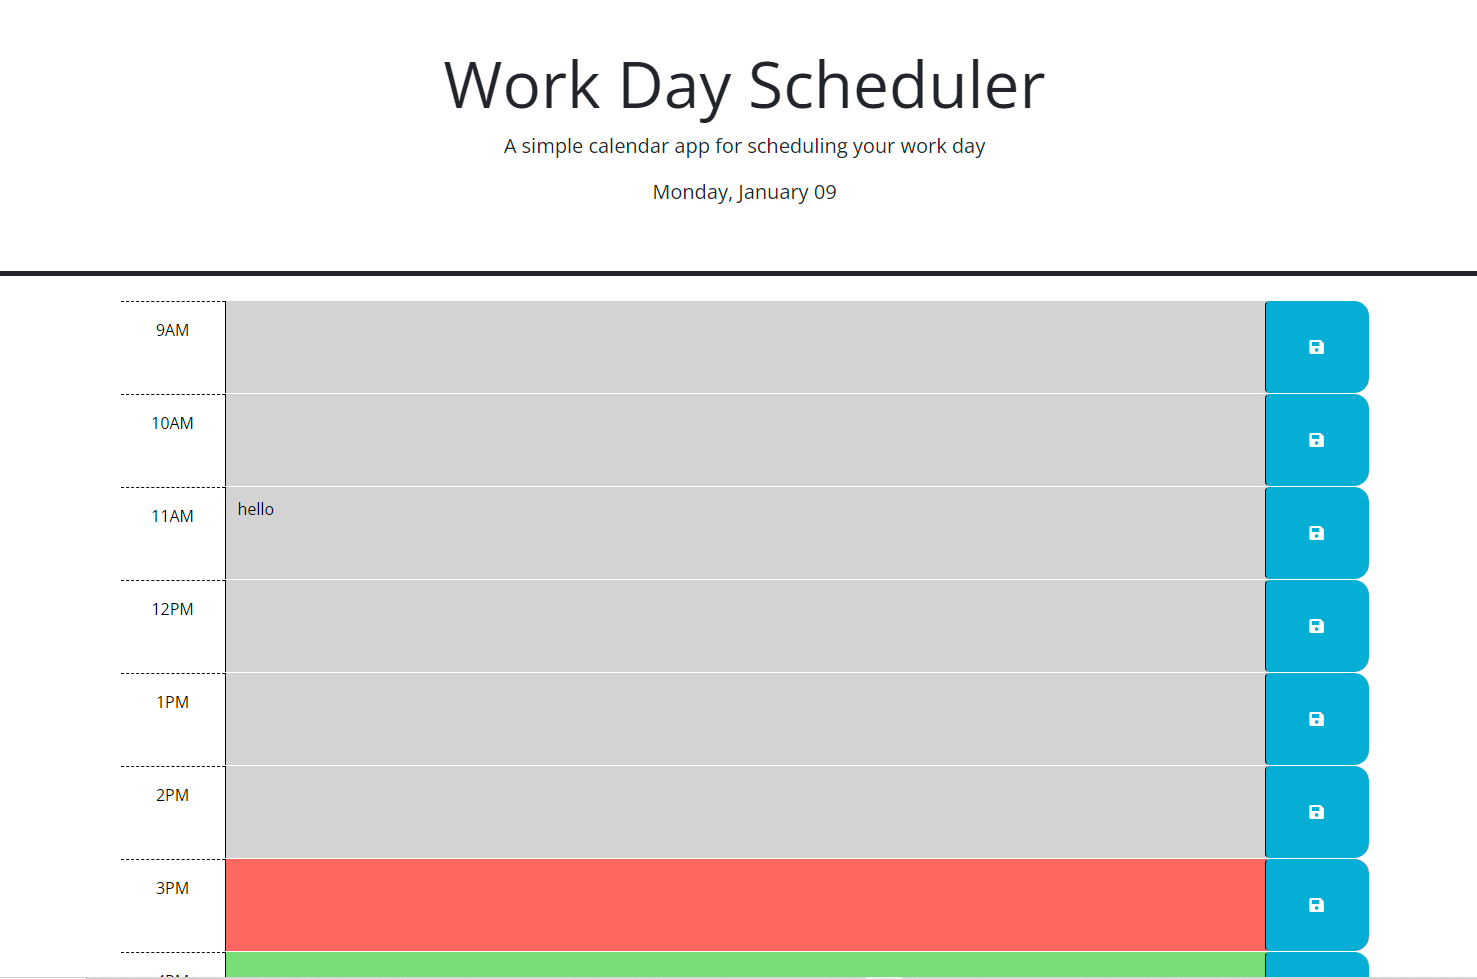 Work Day Scheduler
A simple calendar app for scheduling your work day
Monday, January 09
9AM
10AM
11AM
hello
12PM
1PM
2PM
3PM
4PM